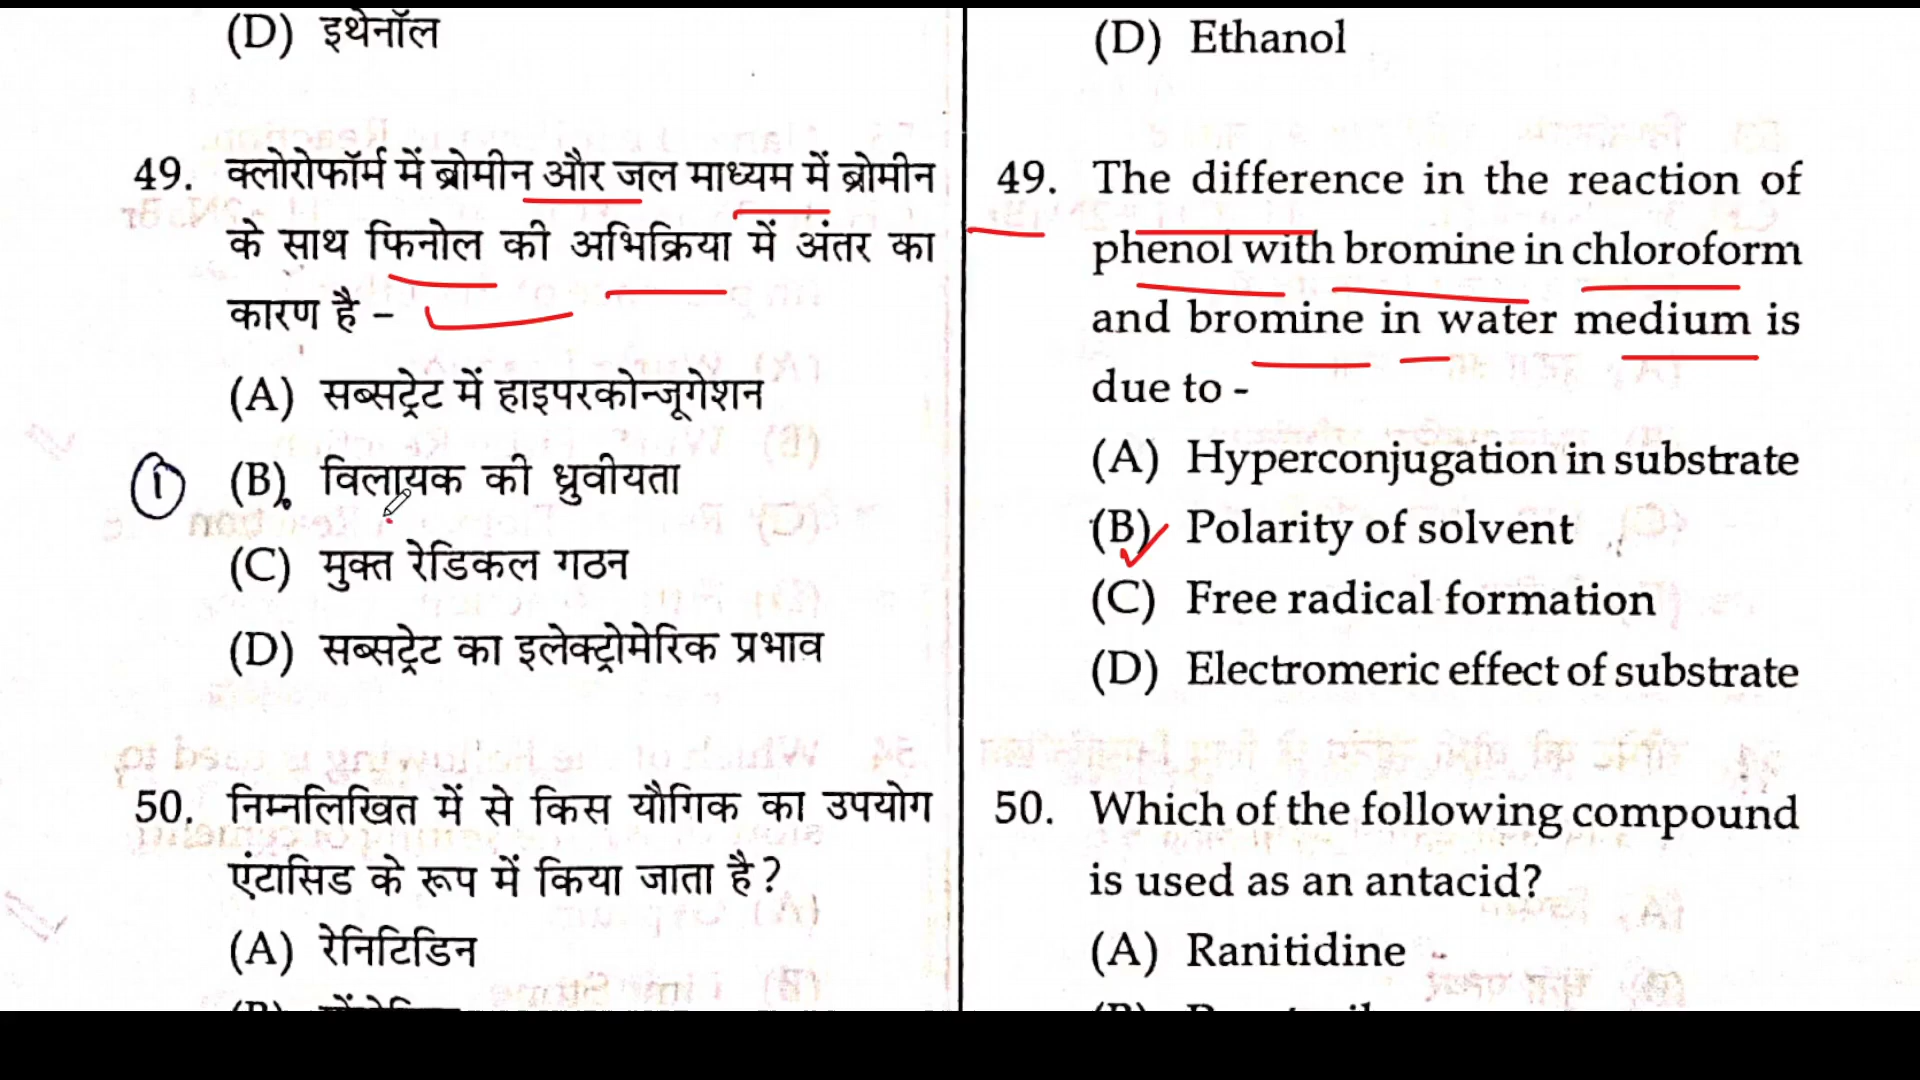 (D) इथेनॉल
49. क्लोरोफॉर्म में ब्रोमीन और जल माध्यम में ब्रोमीन
के साथ फिनोल की अभिक्रिया में अंतर का
कारण है –
(A) सब्सट्रेट में हाइपरकोन्जूगेशन
(B) विलायक की ध्रुवीयता
(C) मुक्त रेडिकल गठन
(D) सब्सट्रेट का इलेक्ट्रोमेरिक प्रभाव
50. निम्नलिखित में से किस यौगिक का उपयोग
एंटासिड के रूप में किया जाता है?
(A) रेनिटिडिन
(D) Ethanol
49. The difference in the reaction of
phenol with bromine in chloroform
and bromine in water medium is
due to -
(A) Hyperconjugation in substrate
(B) Polarity of solvent
(C) Free radical formation
(D) Electromeric effect of substrate
50. Which of the following compound
is used as an antacid?
(A) Ranitidine